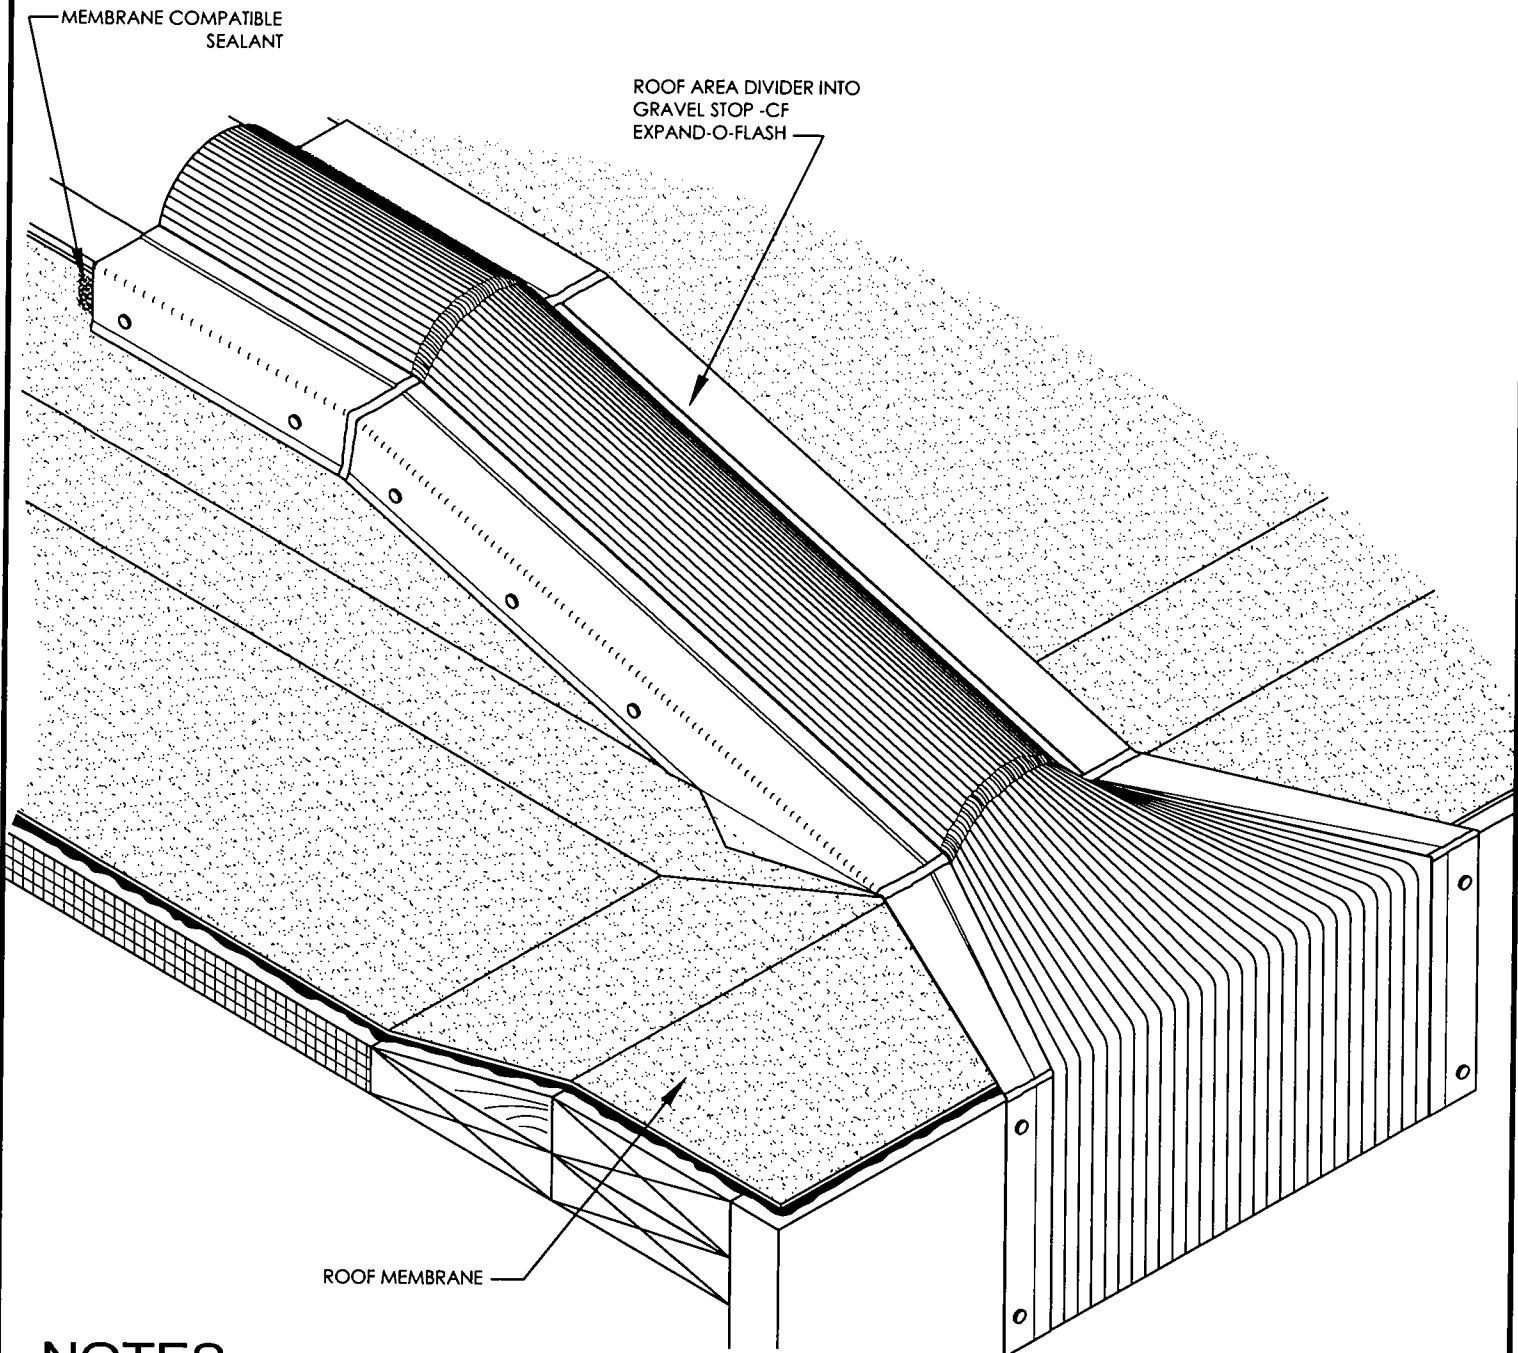 MEMBRANE COMPATIBLE
SEALANT
ROOF AREA DIVIDER INTO
GRAVEL STOP -CF
EXPAND-O-FLASH
ROOF MEMBRANE
NOTES